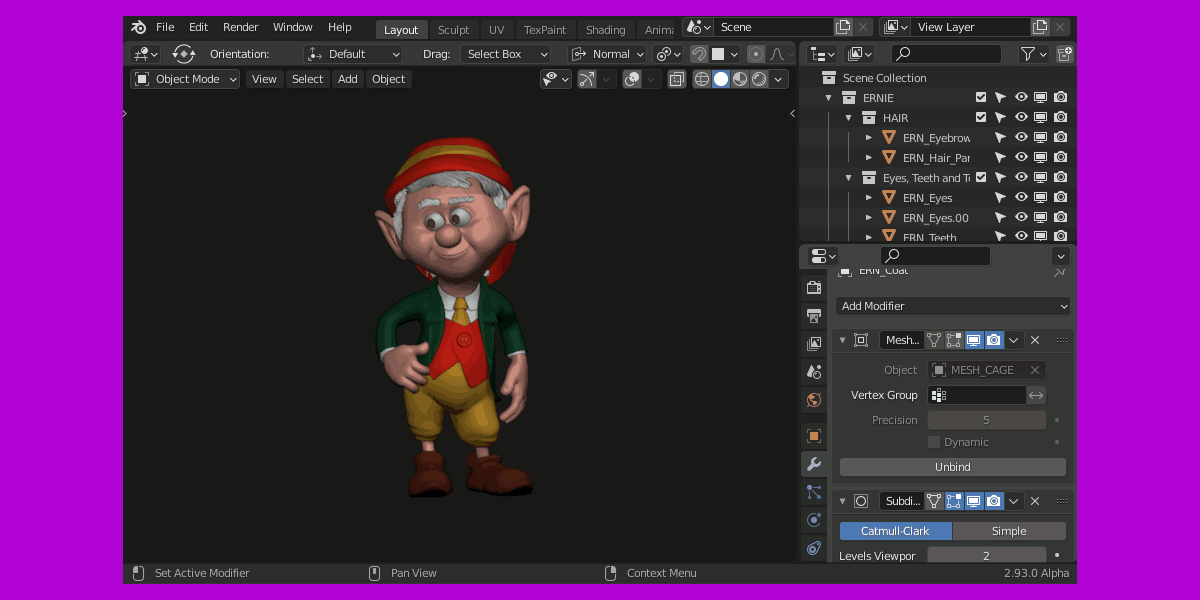 File Edit Render Window Help Layout Sculpt UV TexPaint Shading Anima Scene View Layer
Orientation: Default Drag: Select Box Normal
Object Mode View Select Add Object
Scene Collection
ERNIE
HAIR
ERN_Eyebrow
ERN_Hair_Par
Eyes, Teeth and To
ERN_Eyes
ERN_Eyes.00
ERN_Teeth
ERN_Coat
Add Modifier
Mesh...
Object MESH_CAGE
Vertex Group
Precision 5
Dynamic
Unbind
Subdi...
Catmull-Clark Simple
Levels Viewpor 2
Set Active Modifier Pan View Context Menu 2.93.0 Alpha